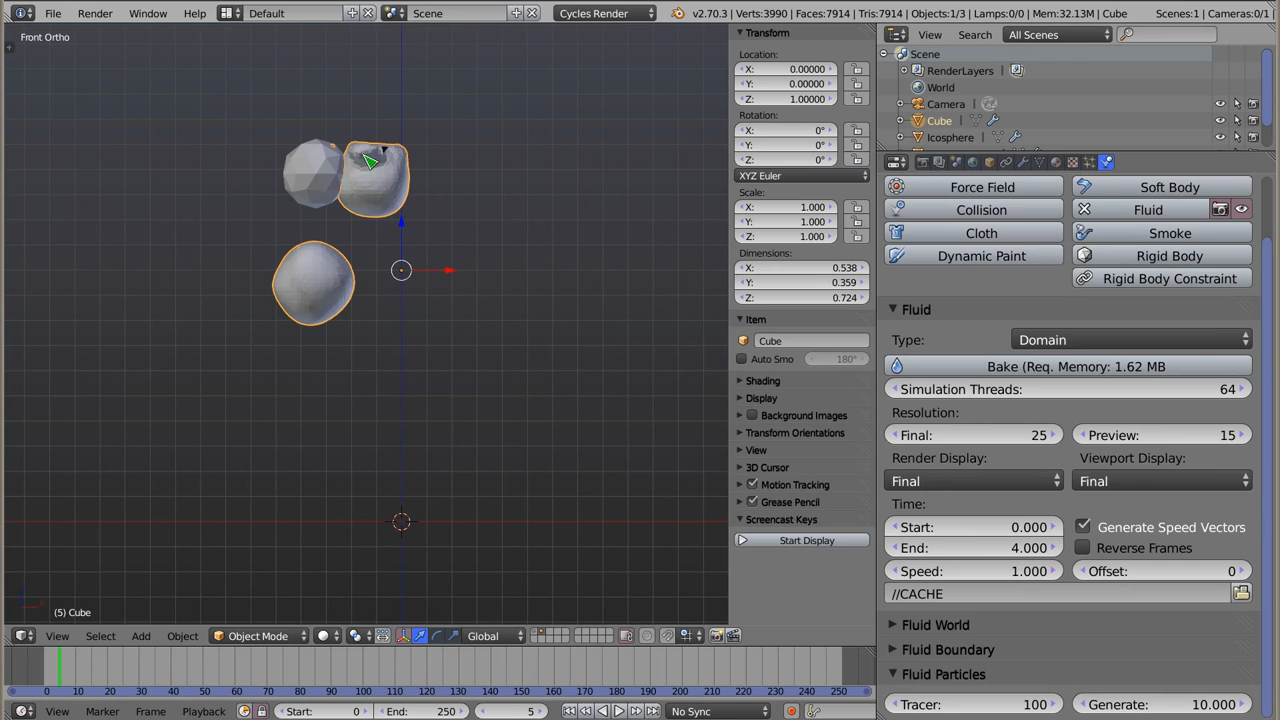 File Render Window Help Default Scene Cycles Render v2.70.3 | Verts:3990 | Faces:7914 | Tris:7914 | Objects:1/3 | Lamps:0/0 | Mem:32.13M | Cube Scenes:1 | Cameras:0/1
Front Ortho
(5) Cube
View Select Add Object Object Mode Global
0 10 20 30 40 50 60 70 80 90 100 110 120 130 140 150 160 170 180 190 200 210 220 230 240 250
View Marker Frame Playback Start: 0 End: 250 5 No Sync
Transform
Location:
X: 0.00000
Y: 0.00000
Z: 1.00000
Rotation:
X: 0°
Y: 0°
Z: 0°
XYZ Euler
Scale:
X: 1.000
Y: 1.000
Z: 1.000
Dimensions:
X: 0.538
Y: 0.359
Z: 0.724
Item
Cube
Auto Smo 180°
Shading
Display
Background Images
Transform Orientations
View
3D Cursor
Motion Tracking
Grease Pencil
Screencast Keys
Start Display
View Search All Scenes
Scene
RenderLayers
World
Camera
Cube
Icosphere
Force Field Soft Body
Collision Fluid
Cloth Smoke
Dynamic Paint Rigid Body
Rigid Body Constraint
Fluid
Type: Domain
Bake (Req. Memory: 1.62 MB
Simulation Threads: 64
Resolution:
Final: 25 Preview: 15
Render Display: Viewport Display:
Final Final
Time:
Start: 0.000 Generate Speed Vectors
End: 4.000 Reverse Frames
Speed: 1.000 Offset: 0
//CACHE
Fluid World
Fluid Boundary
Fluid Particles
Tracer: 100 Generate: 10.000